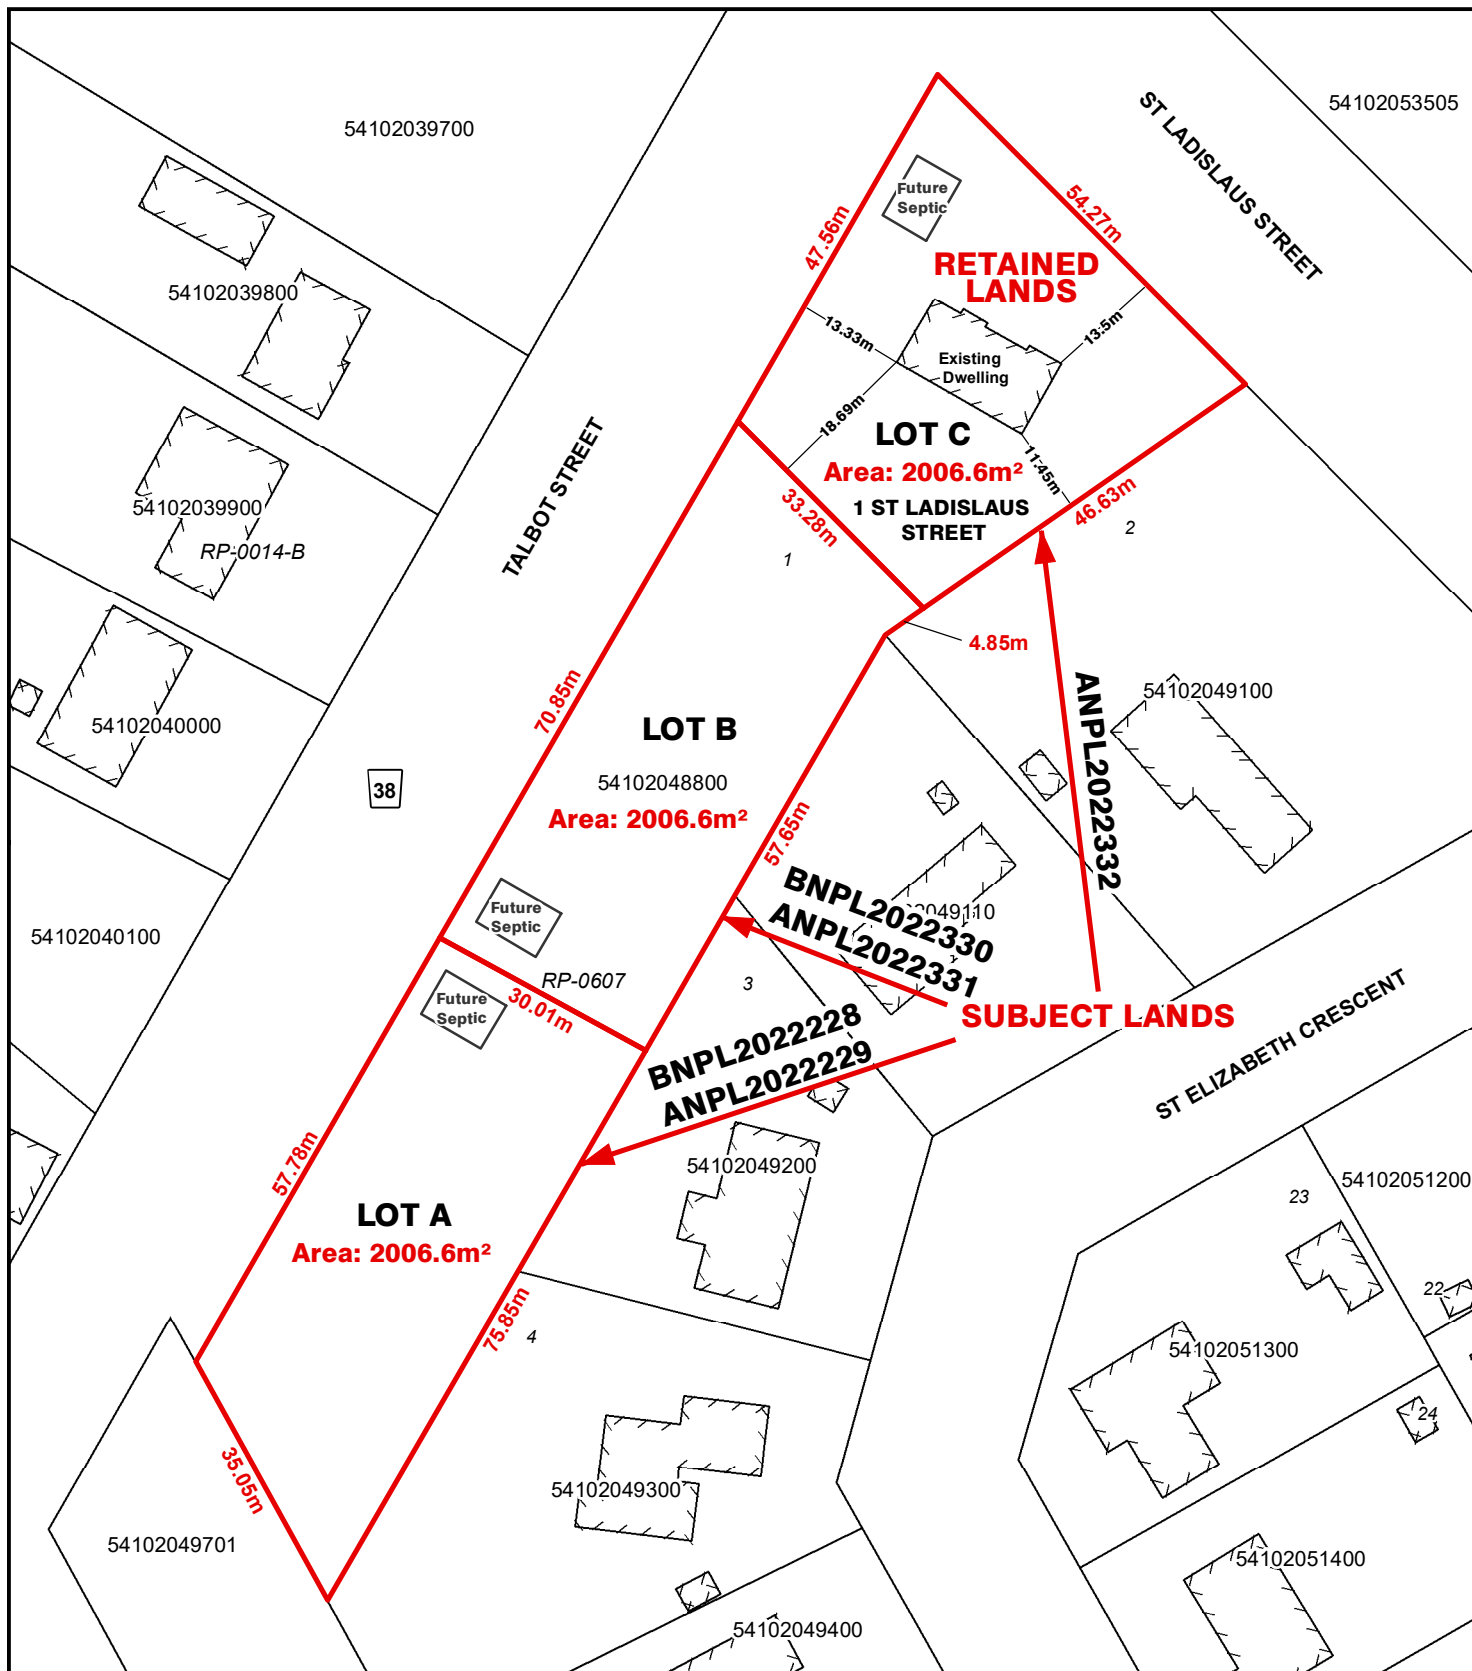 54102053505
54102039700
ST LADISLAUS STREET
Future
Septic
54.27m
47.56m
RETAINED
LANDS
54102039800
13.33m
13.5m
Existing
Dwelling
18.69m
LOT C
11.45m
Area: 2006.6m²
46.63m
1 ST LADISLAUS
STREET
33.28m
TALBOT STREET
54102039900
RP-0014-B
1
2
4.85m
54102049100
70.85m
LOT B
54102040000
54102048800
Area: 2006.6m²
38
ANPL2022332
57.65m
BNPL2022330
ANPL2022331
2049110
Future
Septic
54102040100
RP-0607
3
30.01m
Future
Septic
SUBJECT LANDS
BNPL2022228
ANPL2022229
ST ELIZABETH CRESCENT
57.78m
54102049200
54102051200
23
LOT A
Area: 2006.6m²
22
75.85m
4
54102051300
24
35.05m
54102049300
54102049701
54102051400
54102049400